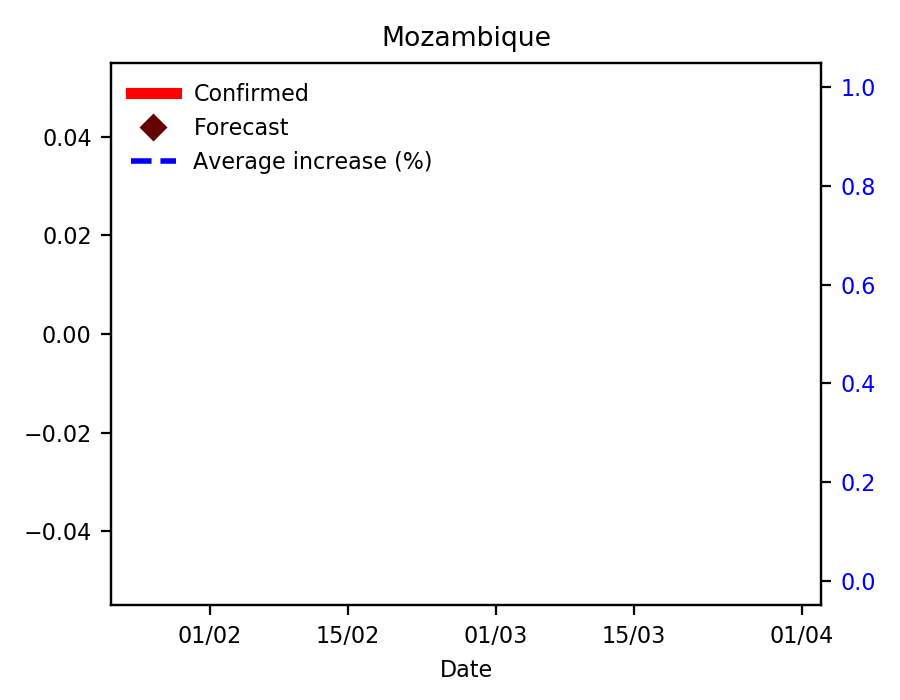 Mozambique
Confirmed
Forecast
Average increase (%)
0.04
0.02
0.00
−0.02
−0.04
1.0
0.8
0.6
0.4
0.2
0.0
01/02 15/02 01/03 15/03 01/04
Date